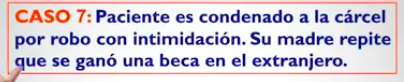 CASO 7: Paciente es condenado a la cárcel
por robo con intimidación. Su madre repite
que se ganó una beca en el extranjero.